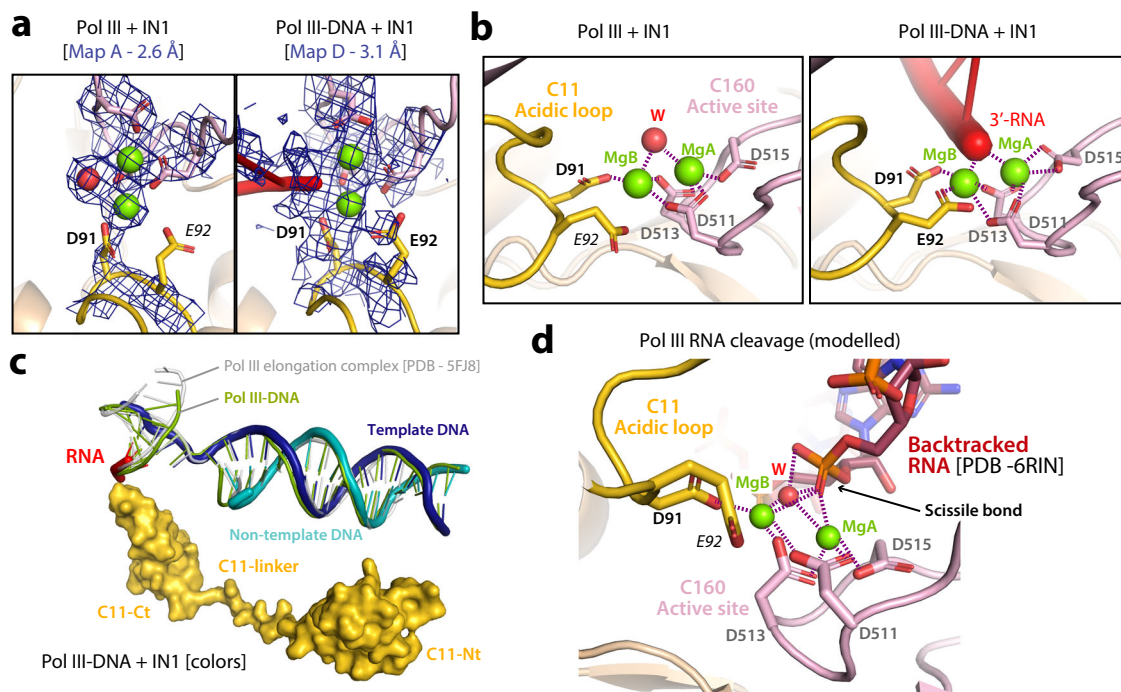 a
Pol III + IN1
[Map A - 2.6 Å]
Pol III-DNA + IN1
[Map D - 3.1 Å]
D91
E92
D91
E92
b
Pol III + IN1
Pol III-DNA + IN1
C11
Acidic loop
C160
Active site
W
MgB
MgA
D91
E92
D515
D511
D513
3′-RNA
MgB
MgA
D515
D91
E92
D511
D513
c
Pol III elongation complex [PDB - 5FJ8]
Pol III-DNA
RNA
Template DNA
Non-template DNA
C11-linker
C11-Ct
C11-Nt
Pol III-DNA + IN1 [colors]
d
Pol III RNA cleavage (modelled)
C11
Acidic loop
Backtracked
RNA [PDB -6RIN]
W
MgB
D91
E92
Scissile bond
MgA
D515
C160
Active site
D513
D511